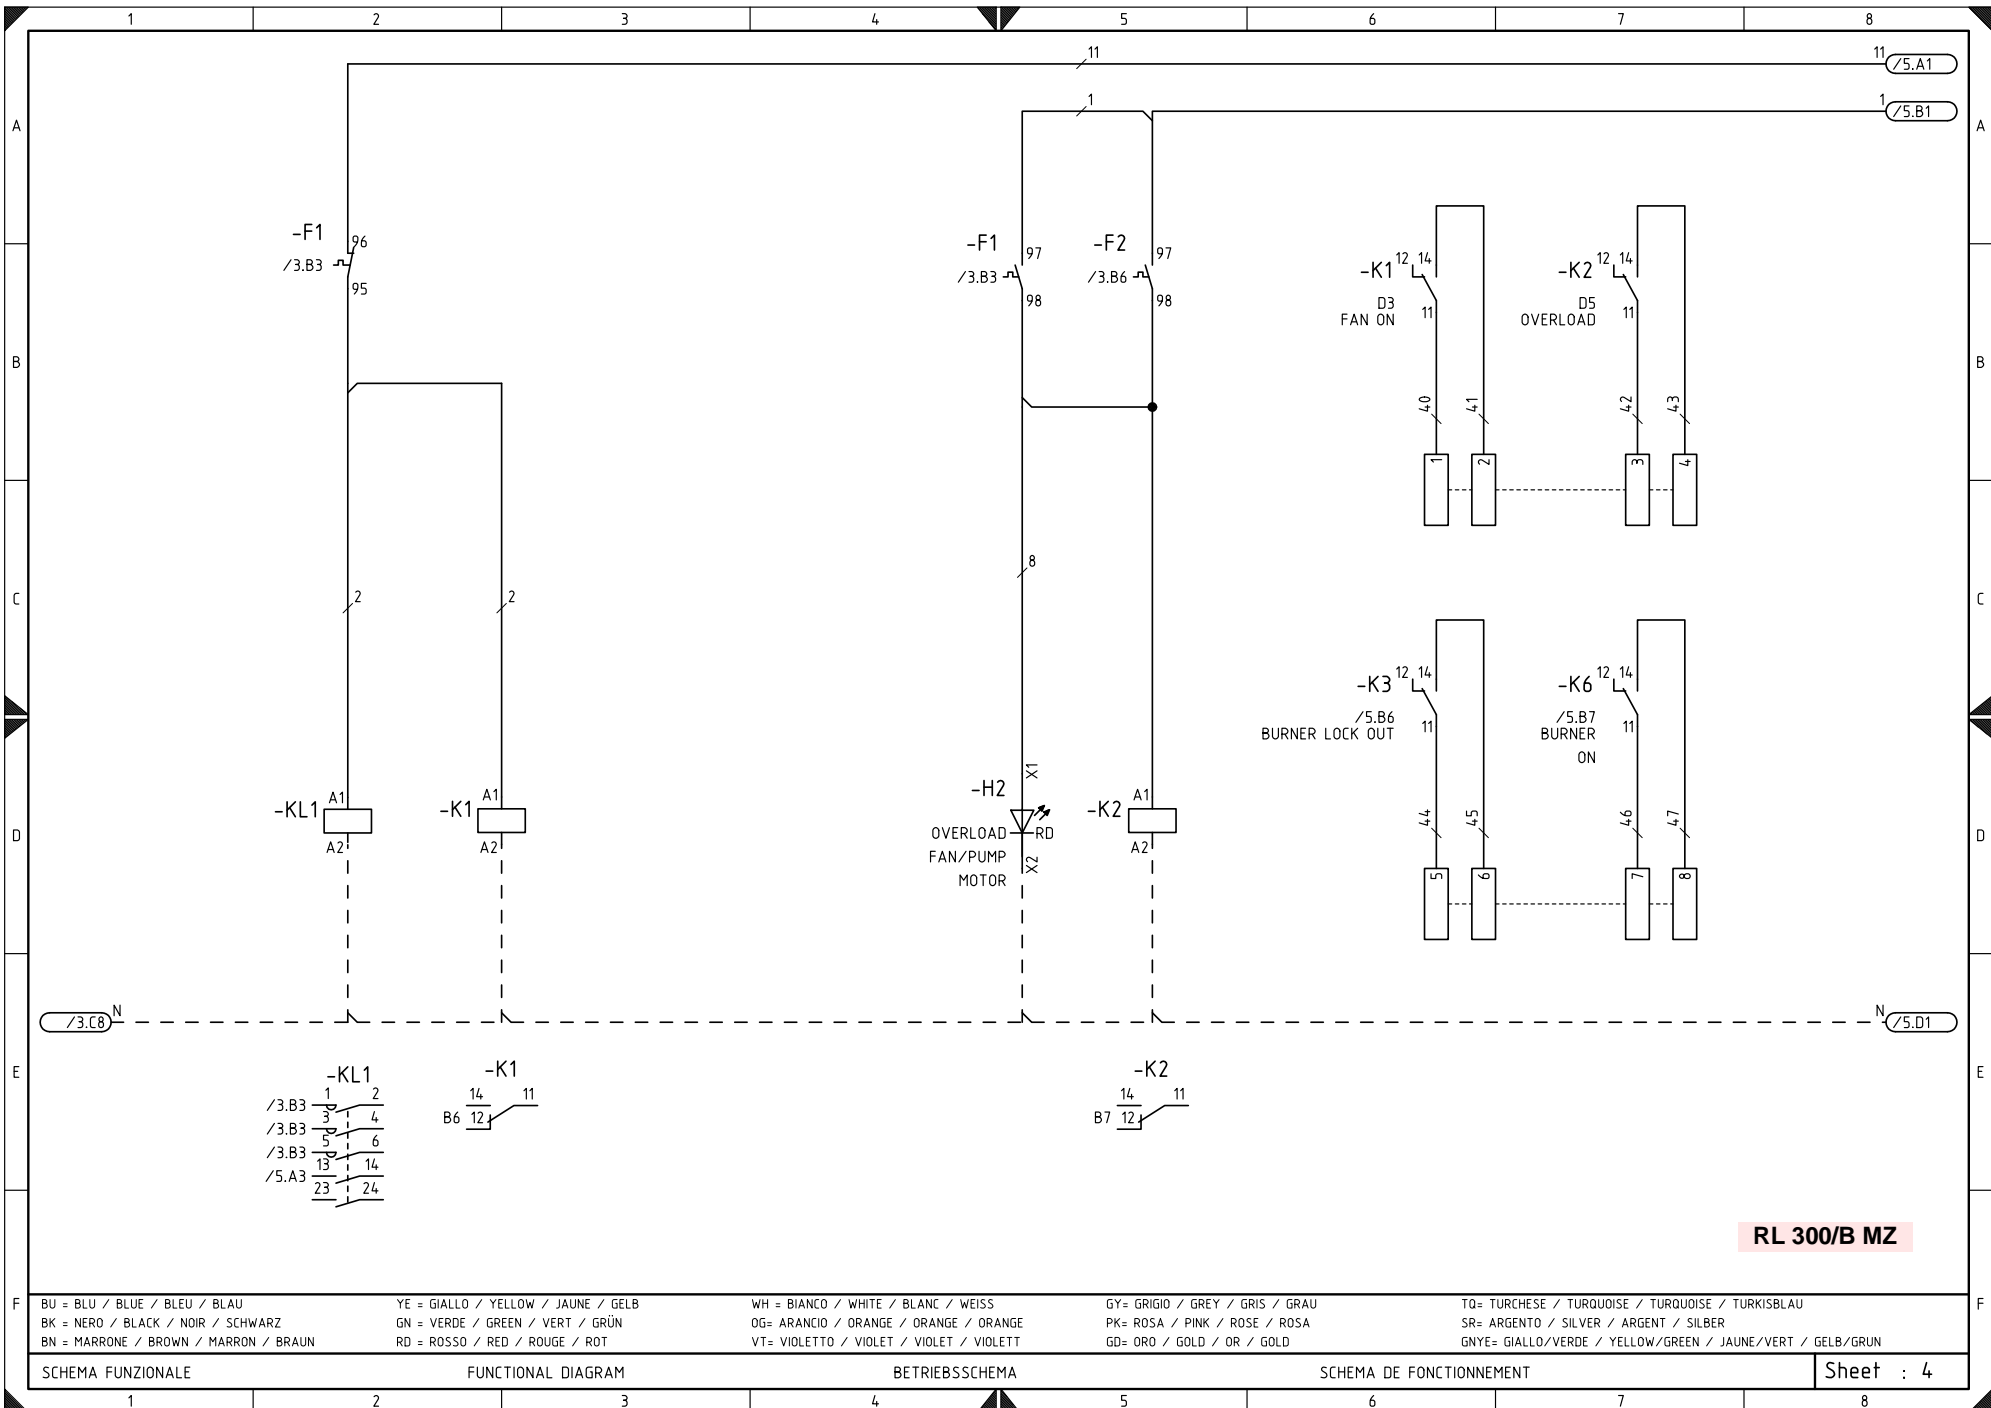 1 2 3 4 5 6 7 8
11 11 /5.A1
1 1 /5.B1
A A
-F1 96
/3.B3
95
-F1 97
/3.B3
98
-F2 97
/3.B6
98
-K1 12 14
D3
FAN ON 11
-K2 12 14
D5
OVERLOAD 11
B B
40 41 42 43
1 2 3 4
8
2 2
C C
-K3 12 14
/5.B6
BURNER LOCK OUT 11
-K6 12 14
/5.B7
BURNER 11
ON
44 45 46 47
5 6 7 8
-KL1 A1
A2
-K1 A1
A2
-H2 X1
OVERLOAD RD
FAN/PUMP X2
MOTOR
-K2 A1
A2
D D
/3.C8 N N /5.D1
E E
-KL1
/3.B3 1 2
/3.B3 3 4
/3.B3 5 6
/5.A3 13 14
23 24
-K1
14 11
B6 12
-K2
14 11
B7 12
RL 300/B MZ
F F
BU = BLU / BLUE / BLEU / BLAU
BK = NERO / BLACK / NOIR / SCHWARZ
BN = MARRONE / BROWN / MARRON / BRAUN
YE = GIALLO / YELLOW / JAUNE / GELB
GN = VERDE / GREEN / VERT / GRÜN
RD = ROSSO / RED / ROUGE / ROT
WH = BIANCO / WHITE / BLANC / WEISS
OG= ARANCIO / ORANGE / ORANGE / ORANGE
VT= VIOLETTO / VIOLET / VIOLET / VIOLETT
GY= GRIGIO / GREY / GRIS / GRAU
PK= ROSA / PINK / ROSE / ROSA
GD= ORO / GOLD / OR / GOLD
TQ= TURCHESE / TURQUOISE / TURQUOISE / TURKISBLAU
SR= ARGENTO / SILVER / ARGENT / SILBER
GNYE= GIALLO/VERDE / YELLOW/GREEN / JAUNE/VERT / GELB/GRUN
SCHEMA FUNZIONALE FUNCTIONAL DIAGRAM BETRIEBSSCHEMA SCHEMA DE FONCTIONNEMENT Sheet : 4
1 2 3 4 5 6 7 8